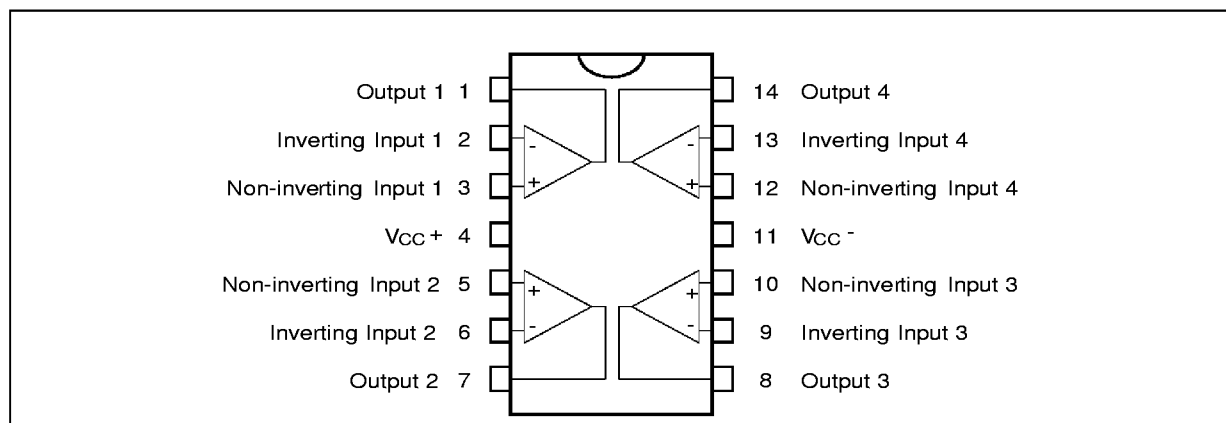 Output 1 1 14 Output 4
- -
Inverting Input 1 2 13 Inverting Input 4
Non-inverting Input 1 3 + + 12 Non-inverting Input 4
VCC + 4 11 VCC -
Non-inverting Input 2 5 + + 10 Non-inverting Input 3
Inverting Input 2 6 - - 9 Inverting Input 3
Output 2 7 8 Output 3